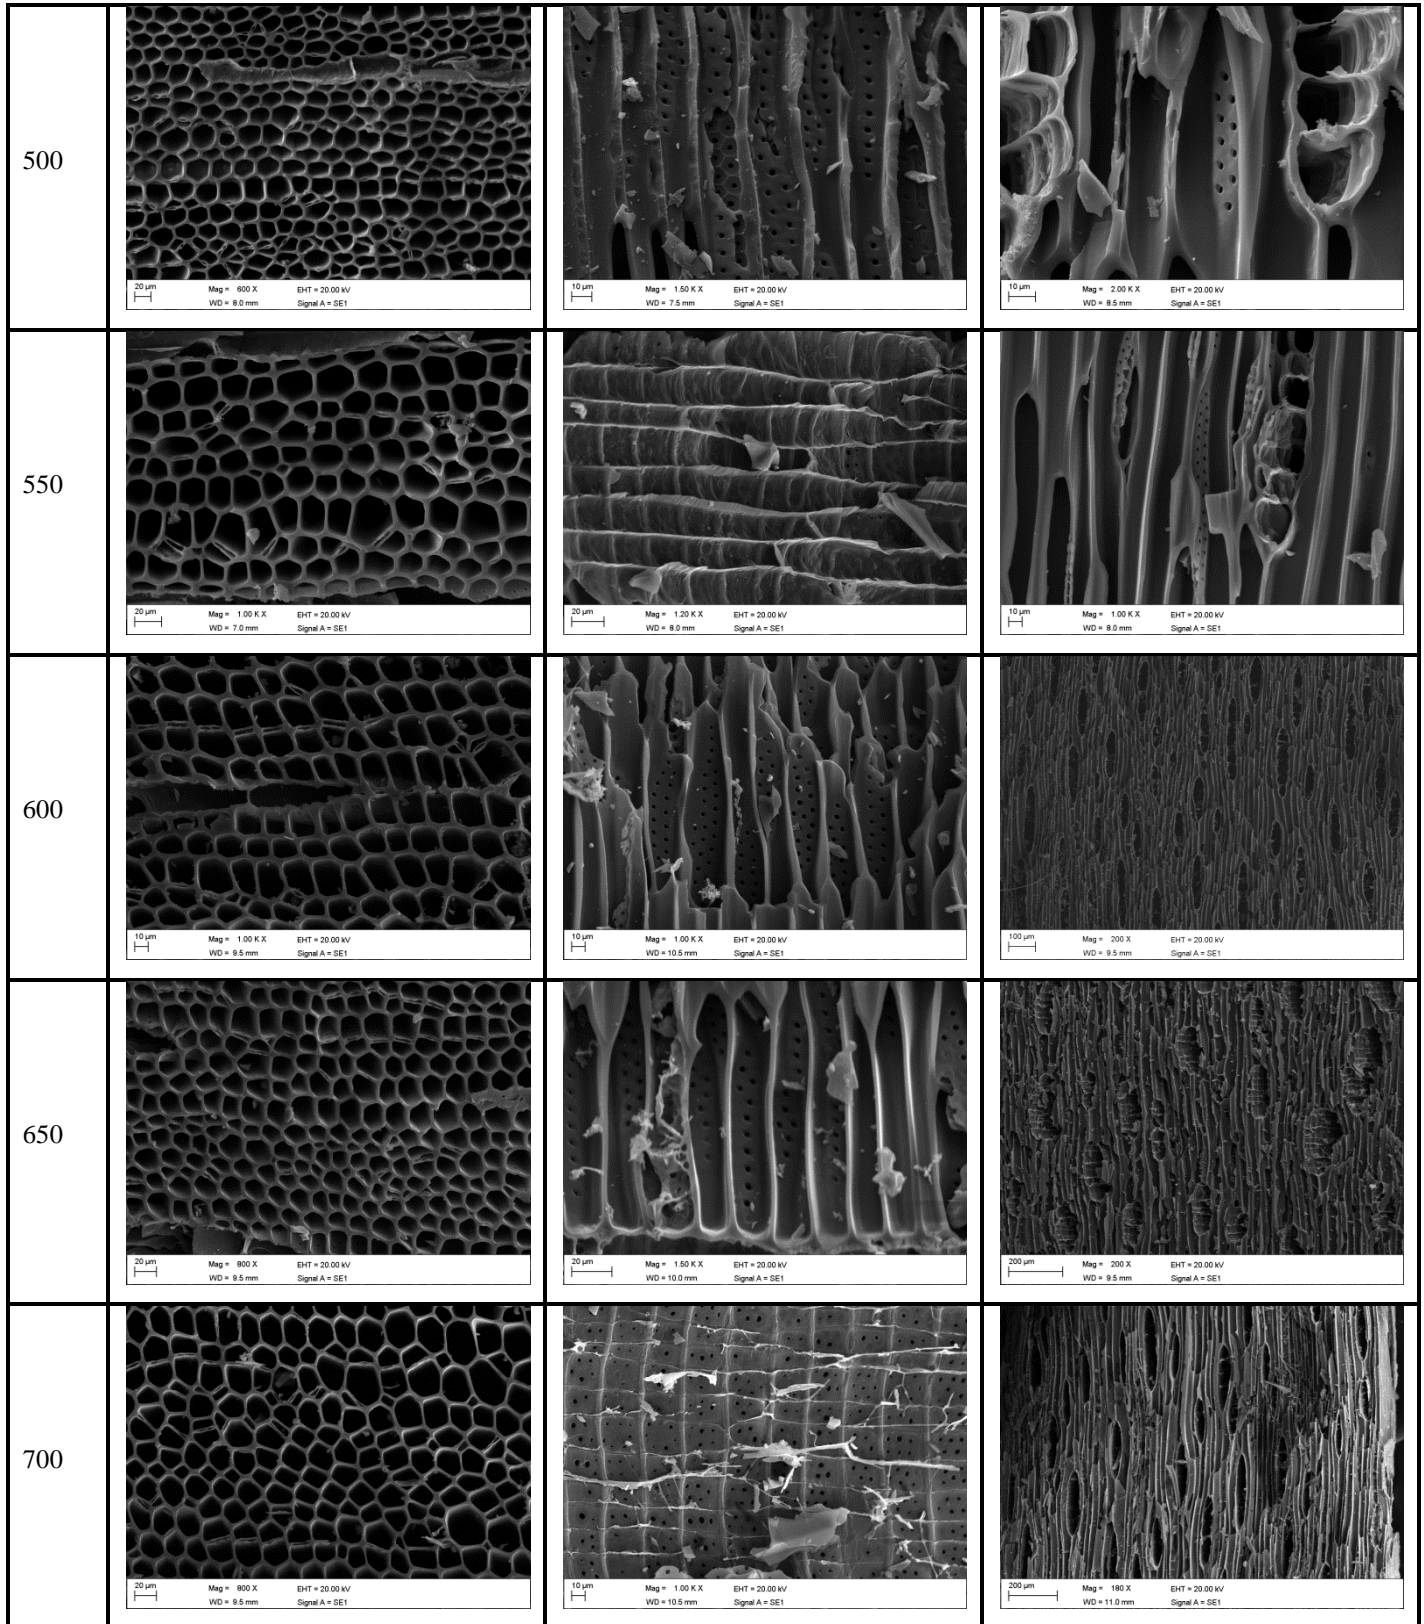 500
20 µm Mag = 600 X EHT = 20.00 kV
WD = 8.0 mm Signal A = SE1
10 µm Mag = 1.50 K X EHT = 20.00 kV
WD = 7.5 mm Signal A = SE1
10 µm Mag = 2.00 K X EHT = 20.00 kV
WD = 8.5 mm Signal A = SE1
550
20 µm Mag = 1.00 K X EHT = 20.00 kV
WD = 7.0 mm Signal A = SE1
20 µm Mag = 1.20 K X EHT = 20.00 kV
WD = 8.0 mm Signal A = SE1
10 µm Mag = 1.00 K X EHT = 20.00 kV
WD = 8.0 mm Signal A = SE1
600
10 µm Mag = 1.00 K X EHT = 20.00 kV
WD = 9.5 mm Signal A = SE1
10 µm Mag = 1.00 K X EHT = 20.00 kV
WD = 10.5 mm Signal A = SE1
100 µm Mag = 200 X EHT = 20.00 kV
WD = 9.5 mm Signal A = SE1
650
20 µm Mag = 800 X EHT = 20.00 kV
WD = 9.5 mm Signal A = SE1
20 µm Mag = 1.50 K X EHT = 20.00 kV
WD = 10.0 mm Signal A = SE1
200 µm Mag = 200 X EHT = 20.00 kV
WD = 9.5 mm Signal A = SE1
700
20 µm Mag = 800 X EHT = 20.00 kV
WD = 9.5 mm Signal A = SE1
10 µm Mag = 1.00 K X EHT = 20.00 kV
WD = 10.5 mm Signal A = SE1
200 µm Mag = 180 X EHT = 20.00 kV
WD = 11.0 mm Signal A = SE1